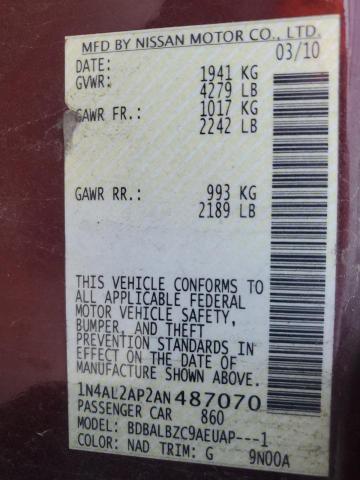 MFD BY NISSAN MOTOR CO., LTD.
DATE: 03/10
GVWR: 1941 KG
4279 LB
GAWR FR.: 1017 KG
2242 LB
GAWR RR.: 993 KG
2189 LB
THIS VEHICLE CONFORMS TO
ALL APPLICABLE FEDERAL
MOTOR VEHICLE SAFETY,
BUMPER, AND THEFT
PREVENTION STANDARDS IN
EFFECT ON THE DATE OF
MANUFACTURE SHOWN ABOVE.
1N4AL2AP2AN487070
PASSENGER CAR 860
MODEL: BDBALBZC9AEUAP---1
COLOR: NAD TRIM: G 9N00A